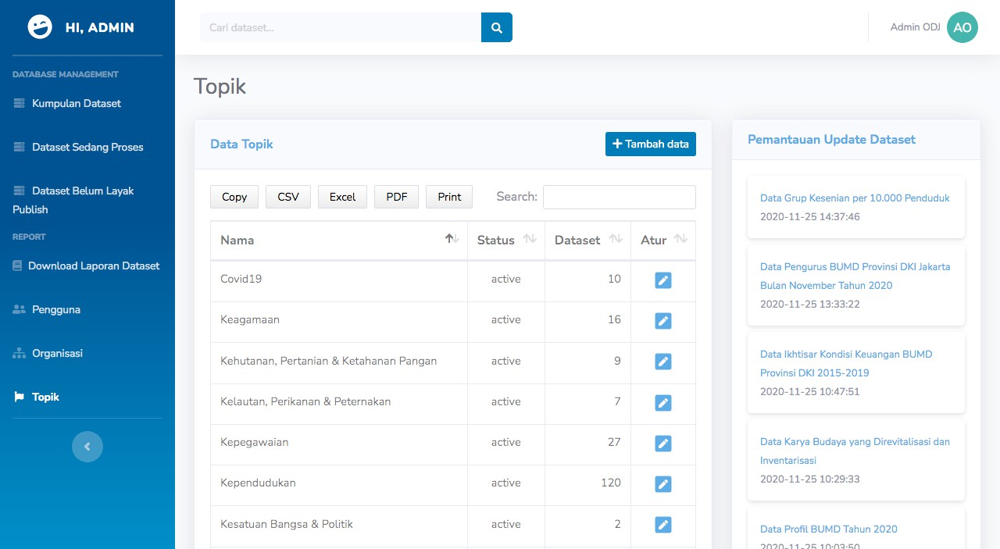 HI, ADMIN
DATABASE MANAGEMENT
Kumpulan Dataset
Dataset Sedang Proses
Dataset Belum Layak
Publish
REPORT
Download Laporan Dataset
Pengguna
Organisasi
Topik
Cari dataset...
Admin ODJ
AO
Topik
Data Topik
Tambah data
Copy
CSV
Excel
PDF
Print
Search:
Nama Status Dataset Atur
Covid19 active 10
Keagamaan active 16
Kehutanan, Pertanian & Ketahanan Pangan active 9
Kelautan, Perikanan & Peternakan active 7
Kepegawaian active 27
Kependudukan active 120
Kesatuan Bangsa & Politik active 2
Pemantauan Update Dataset
Data Grup Kesenian per 10.000 Penduduk
2020-11-25 14:37:46
Data Pengurus BUMD Provinsi DKI Jakarta
Bulan November Tahun 2020
2020-11-25 13:33:22
Data Ikhtisar Kondisi Keuangan BUMD
Provinsi DKI 2015-2019
2020-11-25 10:47:51
Data Karya Budaya yang Direvitalisasi dan
Inventarisasi
2020-11-25 10:29:33
Data Profil BUMD Tahun 2020
2020-11-25 10:03:50